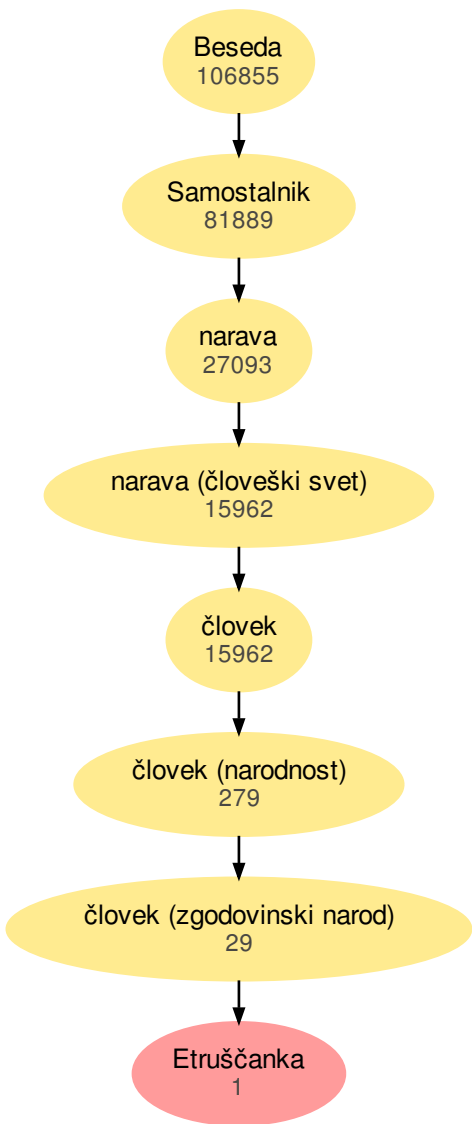 Beseda
106855
Samostalnik
81889
narava
27093
narava (človeški svet)
15962
človek
15962
človek (narodnost)
279
človek (zgodovinski narod)
29
Etruščanka
1